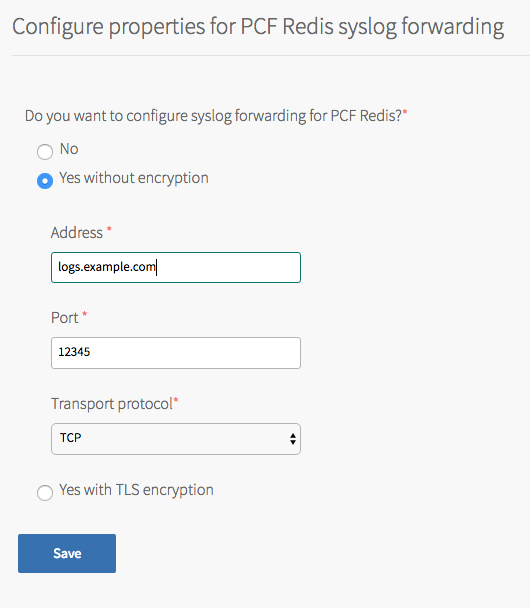 Configure properties for PCF Redis syslog forwarding
Do you want to configure syslog forwarding for PCF Redis?*
No
Yes without encryption
Address *
logs.example.com
Port *
12345
Transport protocol*
TCP
Yes with TLS encryption
Save